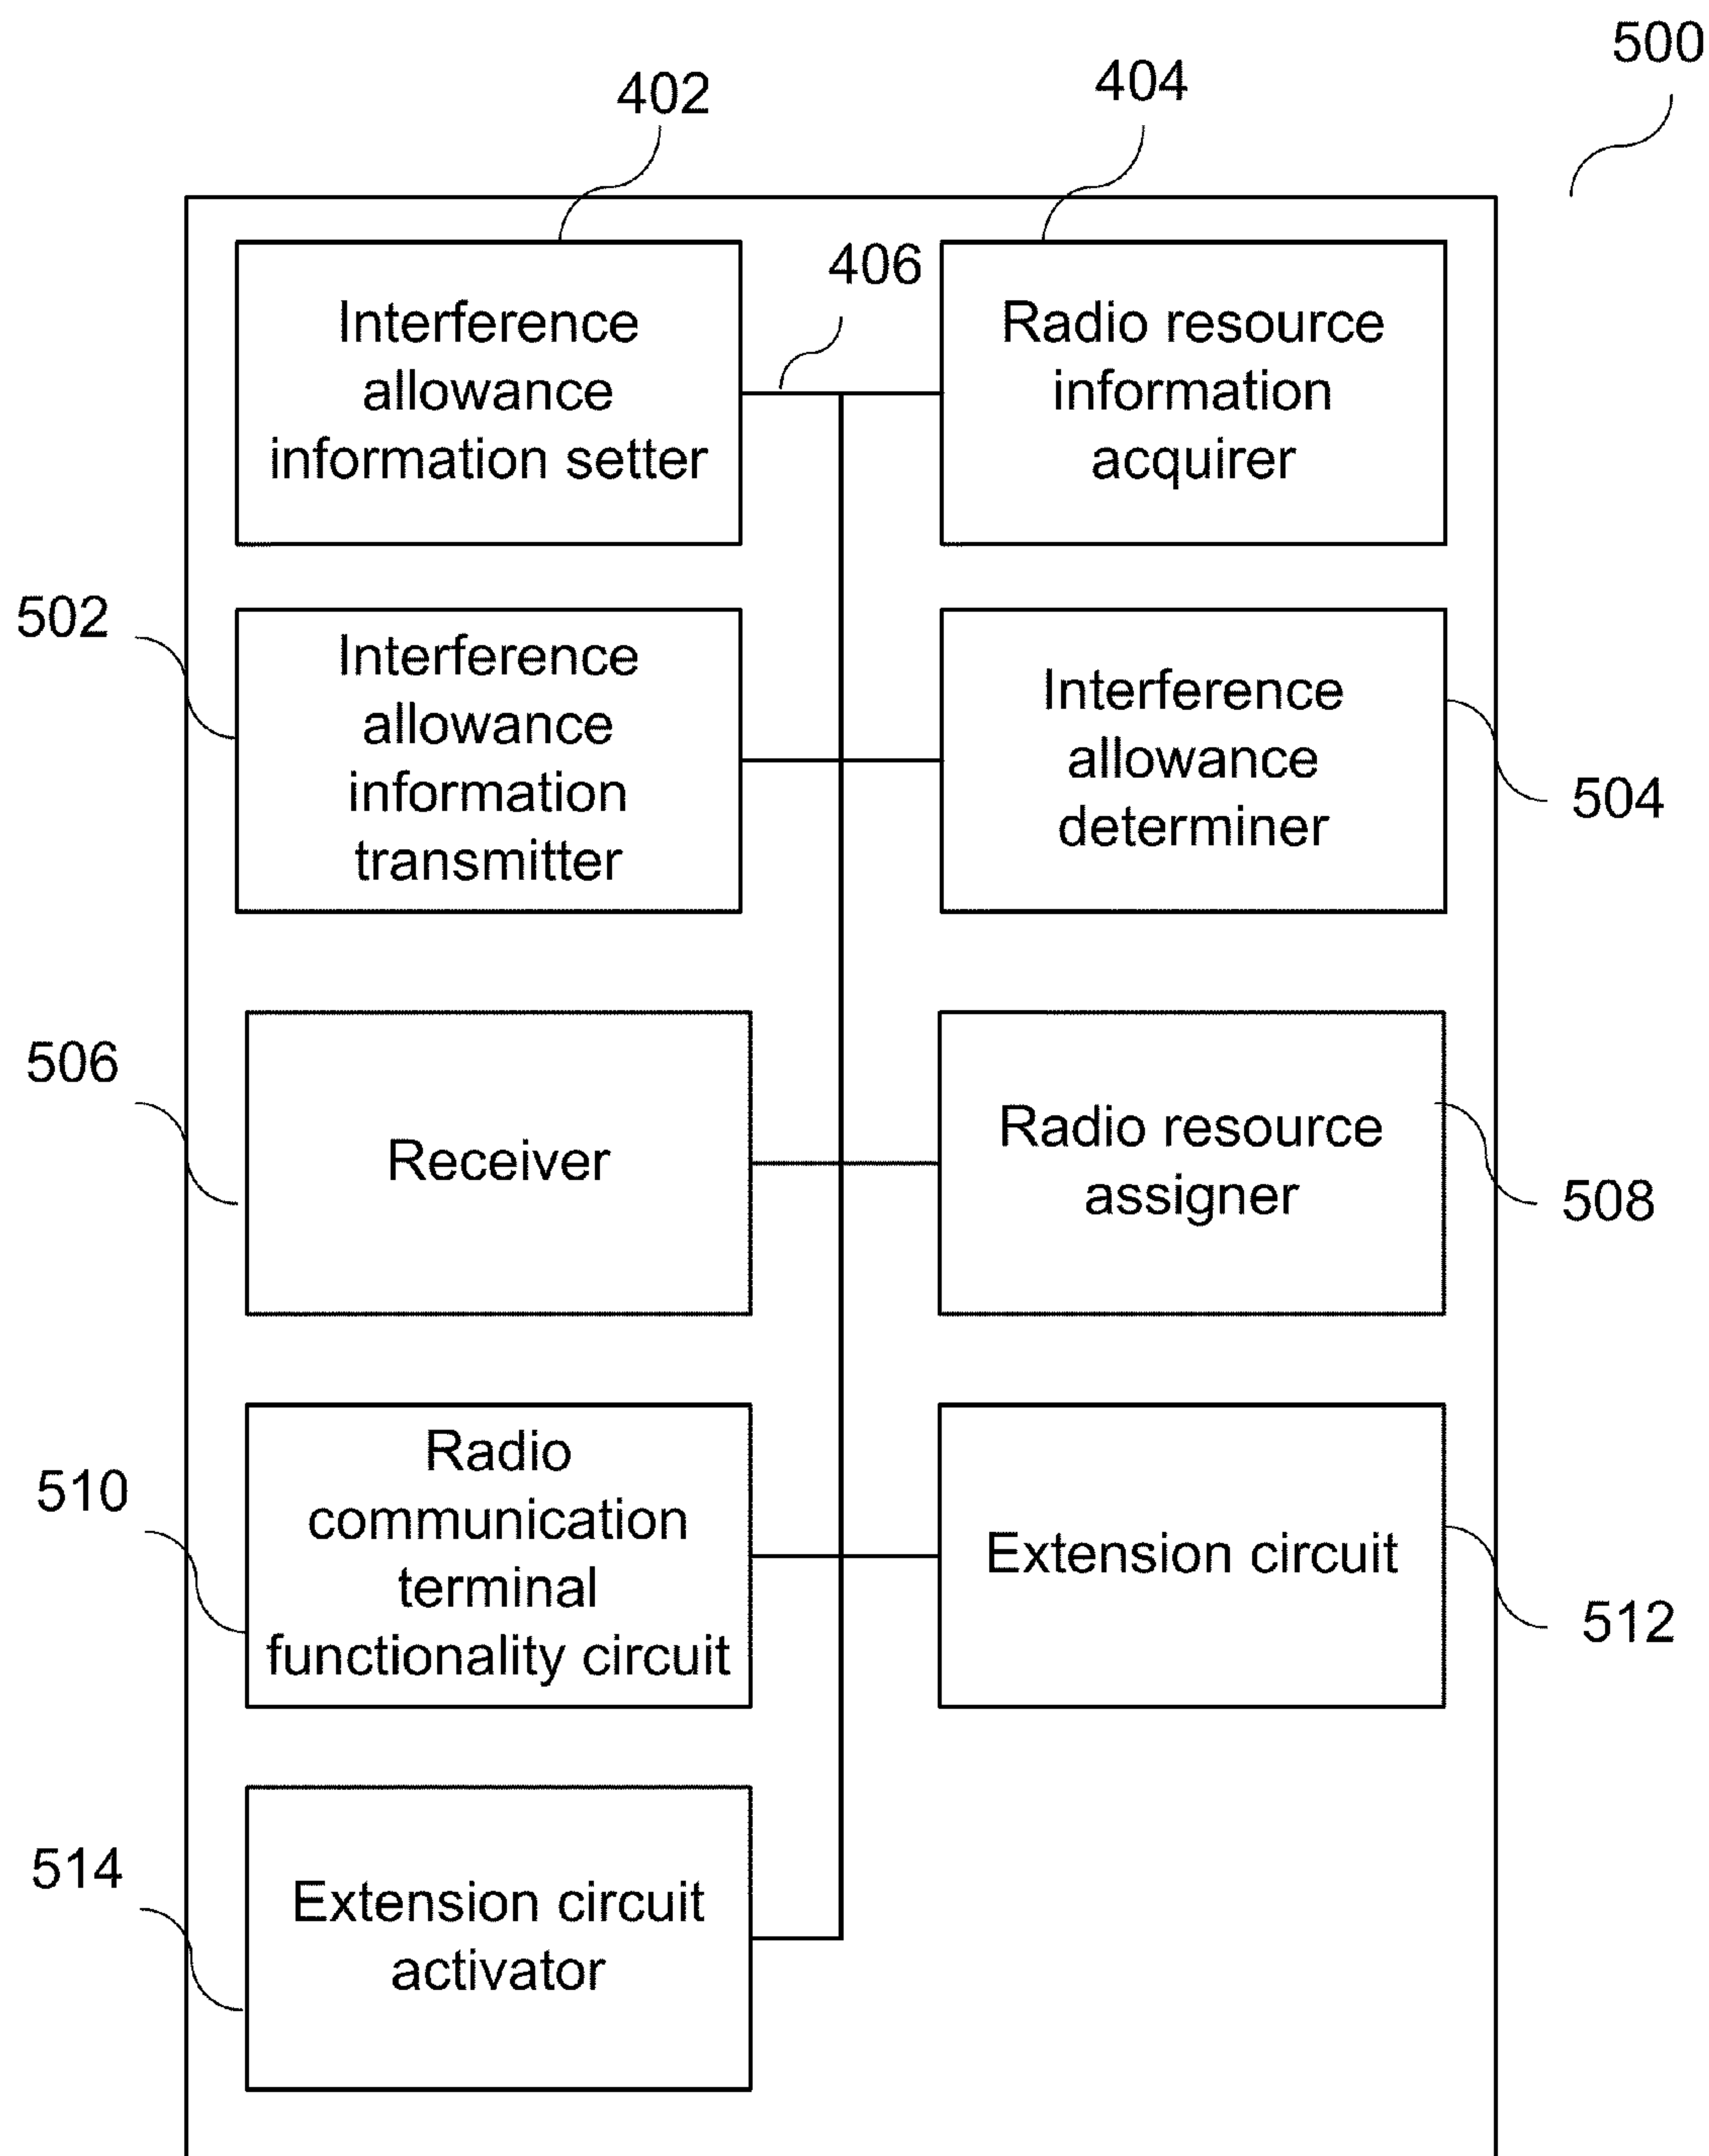 500
402
404
406
Interference
allowance
information setter
Radio resource
information
acquirer
502
Interference
allowance
information
transmitter
Interference
allowance
determiner
504
506
Receiver
Radio resource
assigner
508
510
Radio
communication
terminal
functionality circuit
Extension circuit
512
514
Extension circuit
activator